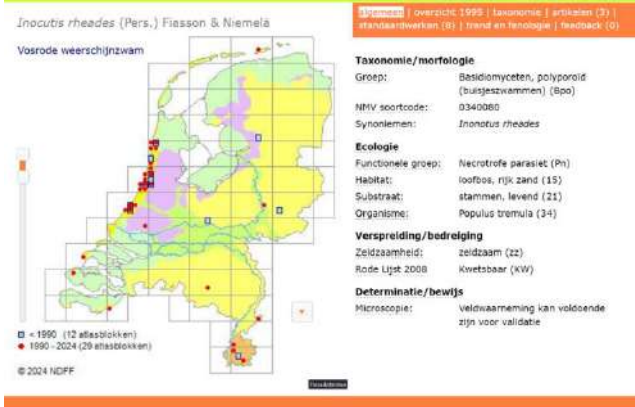 Inocutis rheades (Pers.) Fiasson & Niemelä
Vosrode weerschijnzwam
< 1990 (12 atlasblokken)
1990 - 2024 (29 atlasblokken)
© 2024 NDFF
algemeen | overzicht 1995 | taxonomie | artikelen (3) |
standaardwerken (8) | trend en fenologie | feedback (0)
Taxonomie/morfologie
Groep: Basidiomyceten, polyporoid
(buisjeszwammen) (Bpo)
NMV soortcode: 0340080
Synoniemen: Inonotus rheades
Ecologie
Functionele groep: Necrotrofe parasiet (Pn)
Habitat: loofbos, rijk zand (15)
Substraat: stammen, levend (21)
Organisme: Populus tremula (34)
Verspreiding/bedreiging
Zeldzaamheid: zeldzaam (zz)
Rode Lijst 2008 Kwetsbaar (KW)
Determinatie/bewijs
Microscopie: Veldwaarneming kan voldoende
zijn voor validatie